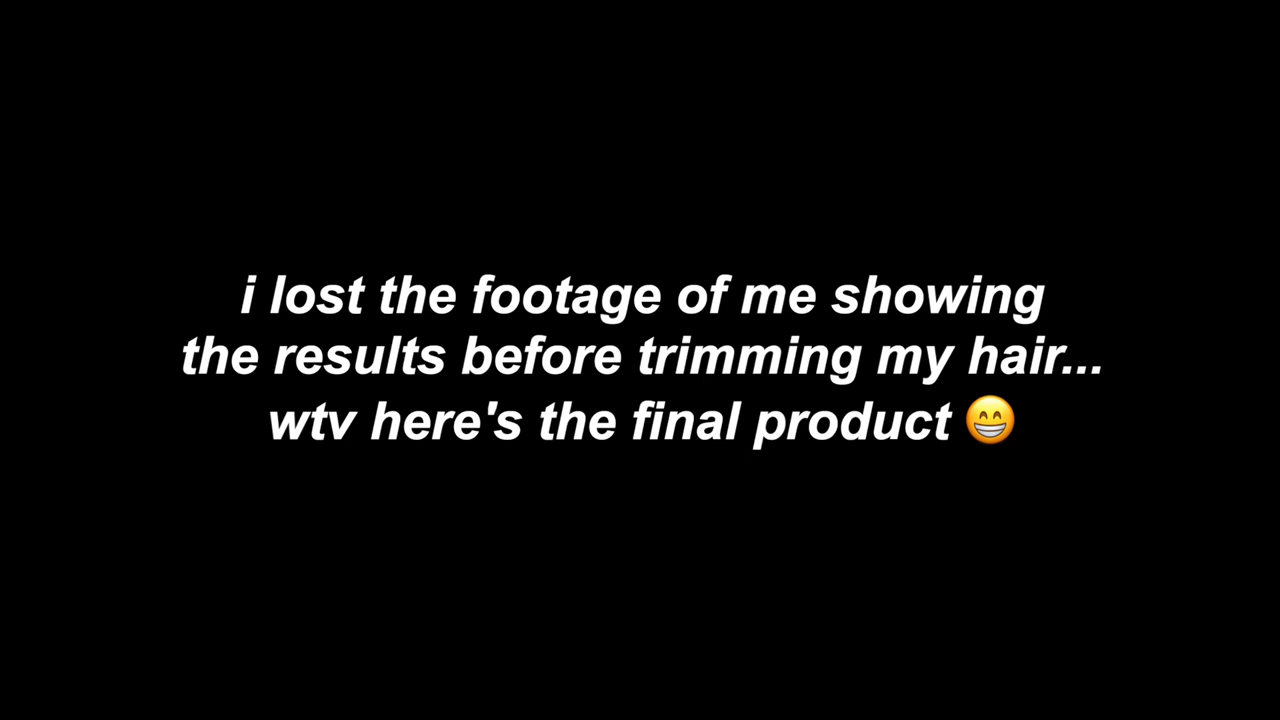 i lost the footage of me showing
the results before trimming my hair...
wtv here's the final product 😁